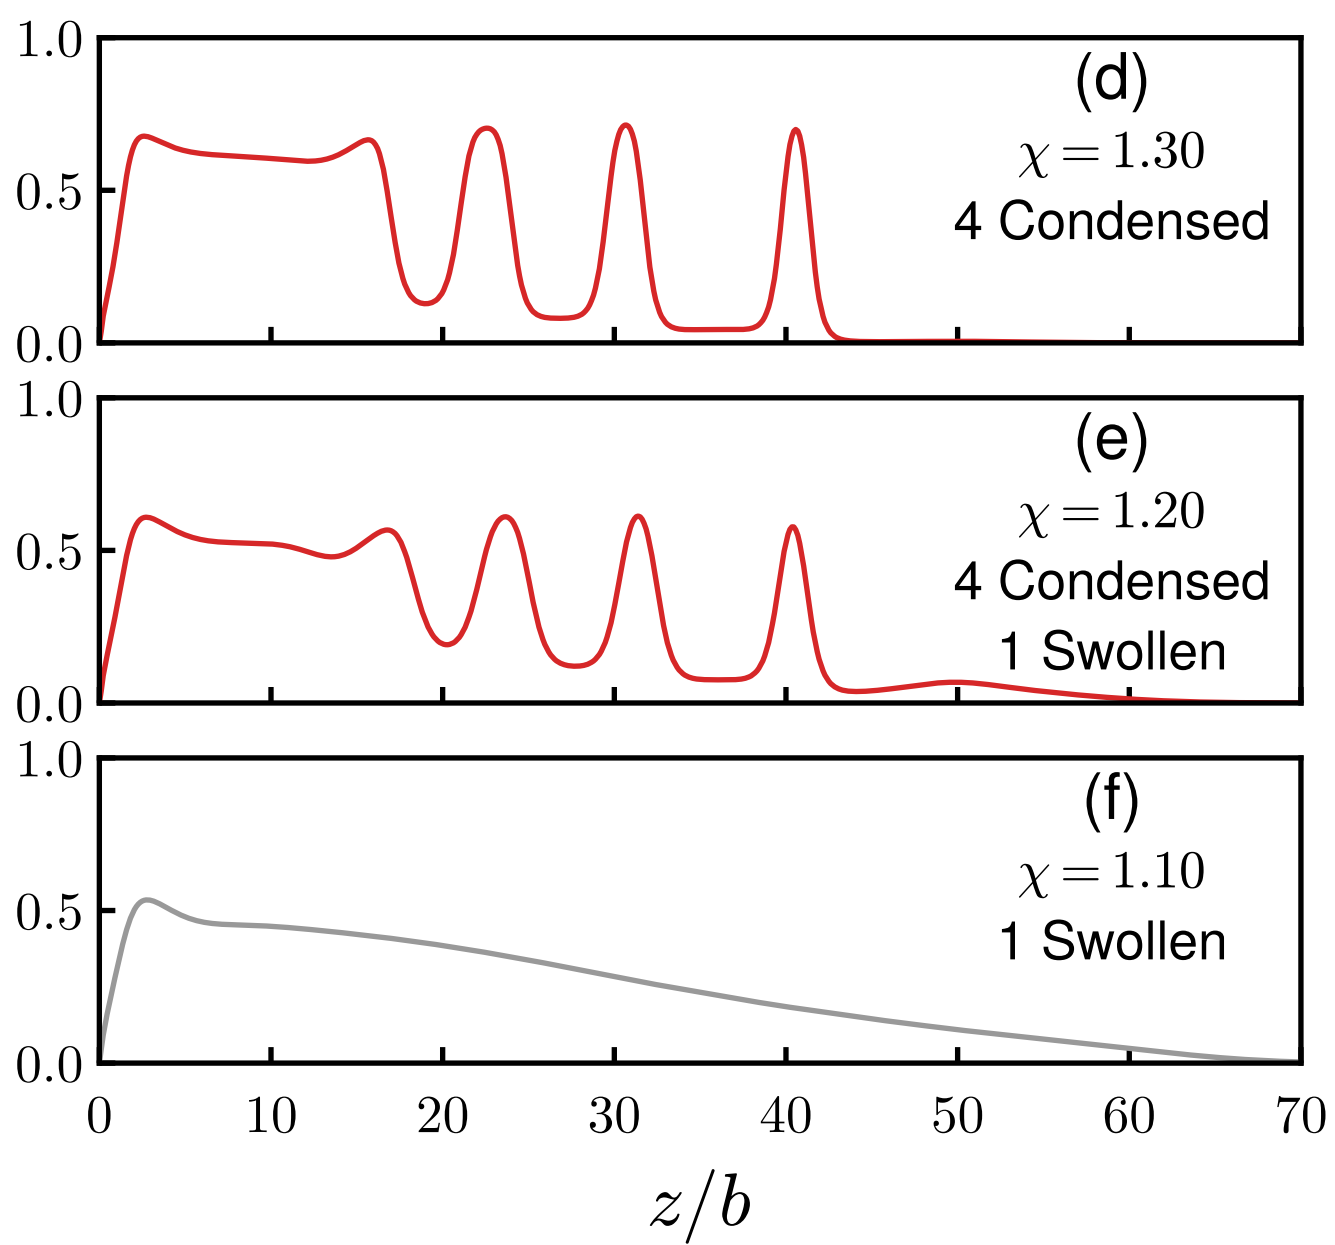 1.0
(d)
χ = 1.30
0.5
4 Condensed
0.0
1.0
(e)
χ = 1.20
0.5
4 Condensed
1 Swollen
0.0
1.0
(f)
χ = 1.10
0.5
1 Swollen
0.0
0 10 20 30 40 50 60 70
z/b